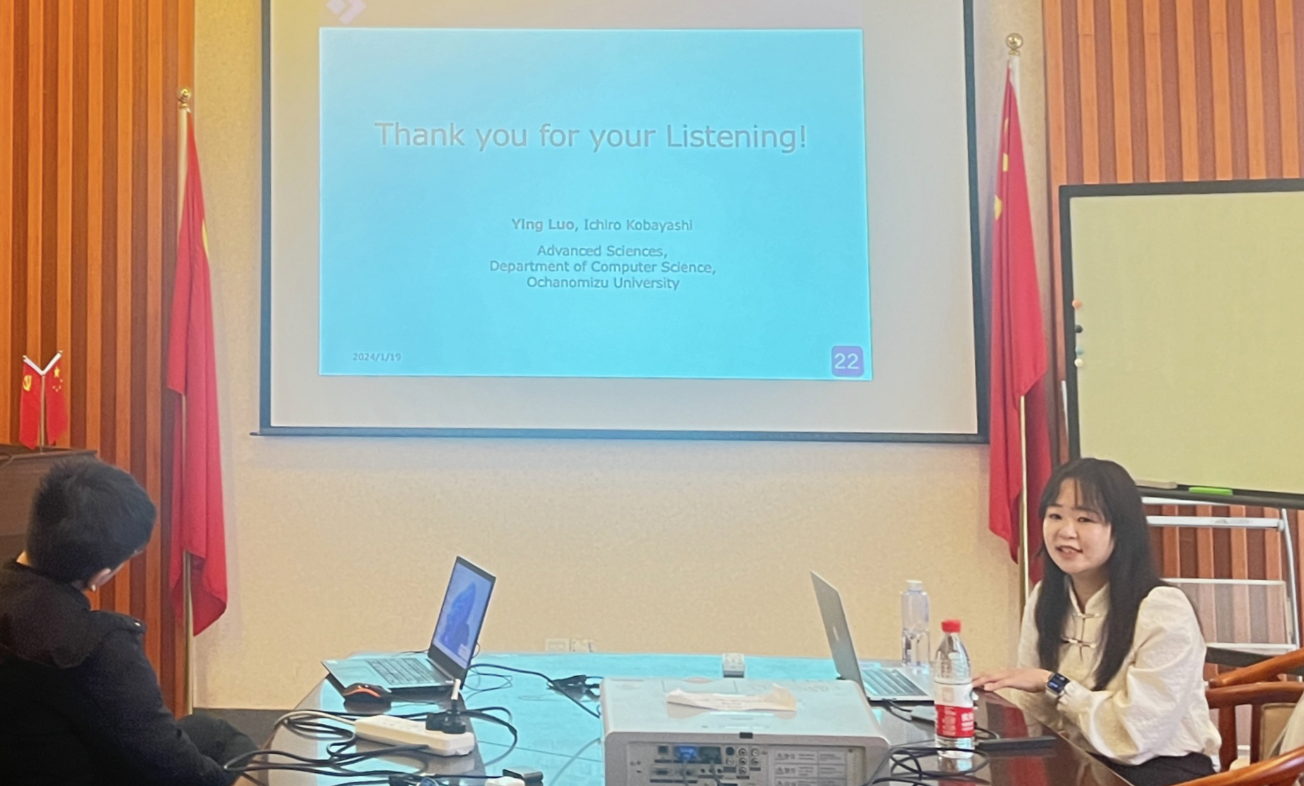 Thank you for your Listening!
Ying Luo, Ichiro Kobayashi
Advanced Sciences,
Department of Computer Science,
Ochanomizu University
2024/1/19
22